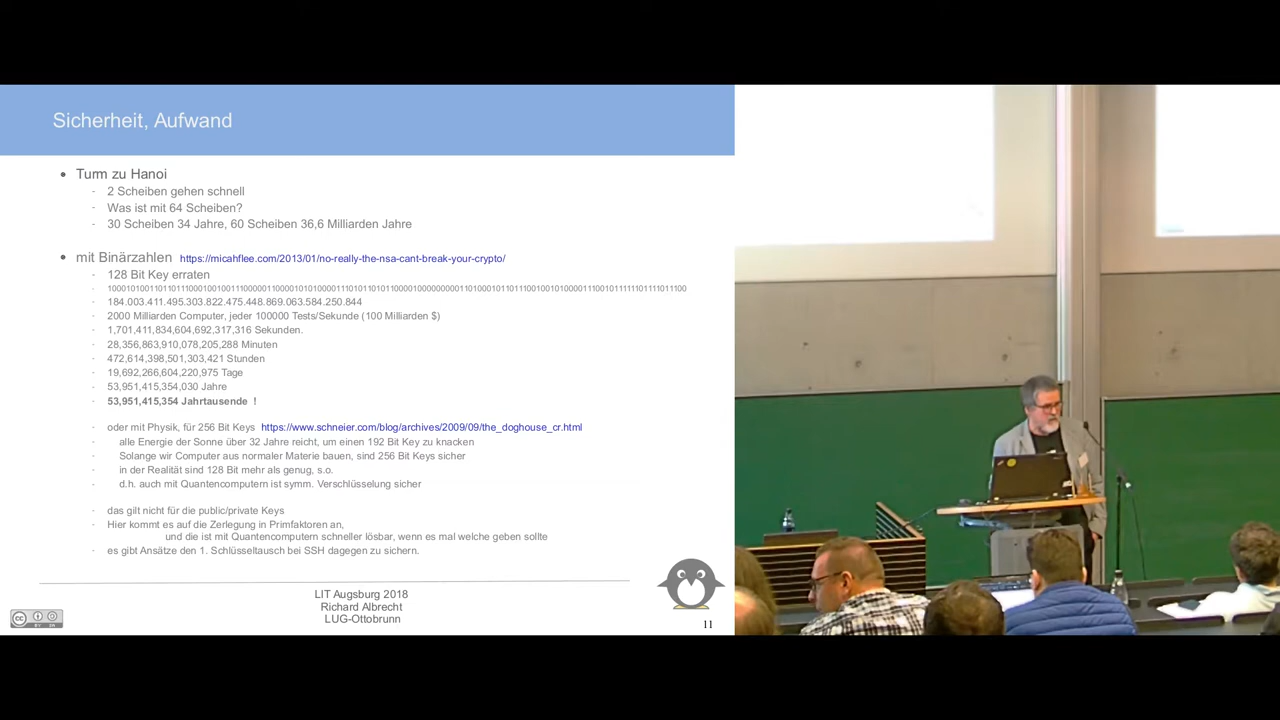 Sicherheit, Aufwand
Turm zu Hanoi
2 Scheiben gehen schnell
Was ist mit 64 Scheiben?
30 Scheiben 34 Jahre, 60 Scheiben 36,6 Milliarden Jahre
mit Binärzahlen https://micahflee.com/2013/01/no-really-the-nsa-cant-break-your-crypto/
128 Bit Key erraten
184.003.411.495.303.822.475.448.869.063.584.250.844
2000 Milliarden Computer, jeder 100000 Tests/Sekunde (100 Milliarden $)
1,701,411,834,604,692,317,316 Sekunden.
28,356,863,910,078,205,288 Minuten
472,614,398,501,303,421 Stunden
19,692,266,604,220,975 Tage
53,951,415,354,030 Jahre
53,951,415,354 Jahrtausende !
oder mit Physik, für 256 Bit Keys https://www.schneier.com/blog/archives/2009/09/the_doghouse_cr.html
alle Energie der Sonne über 32 Jahre reicht, um einen 192 Bit Key zu knacken
Solange wir Computer aus normaler Materie bauen, sind 256 Bit Keys sicher
in der Realität sind 128 Bit mehr als genug, s.o.
d.h. auch mit Quantencomputern ist symm. Verschlüsselung sicher
das gilt nicht für die public/private Keys
Hier kommt es auf die Zerlegung in Primfaktoren an,
und die ist mit Quantencomputern schneller lösbar, wenn es mal welche geben sollte
es gibt Ansätze den 1. Schlüsseltausch bei SSH dagegen zu sichern.
LIT Augsburg 2018
Richard Albrecht
LUG-Ottobrunn
11